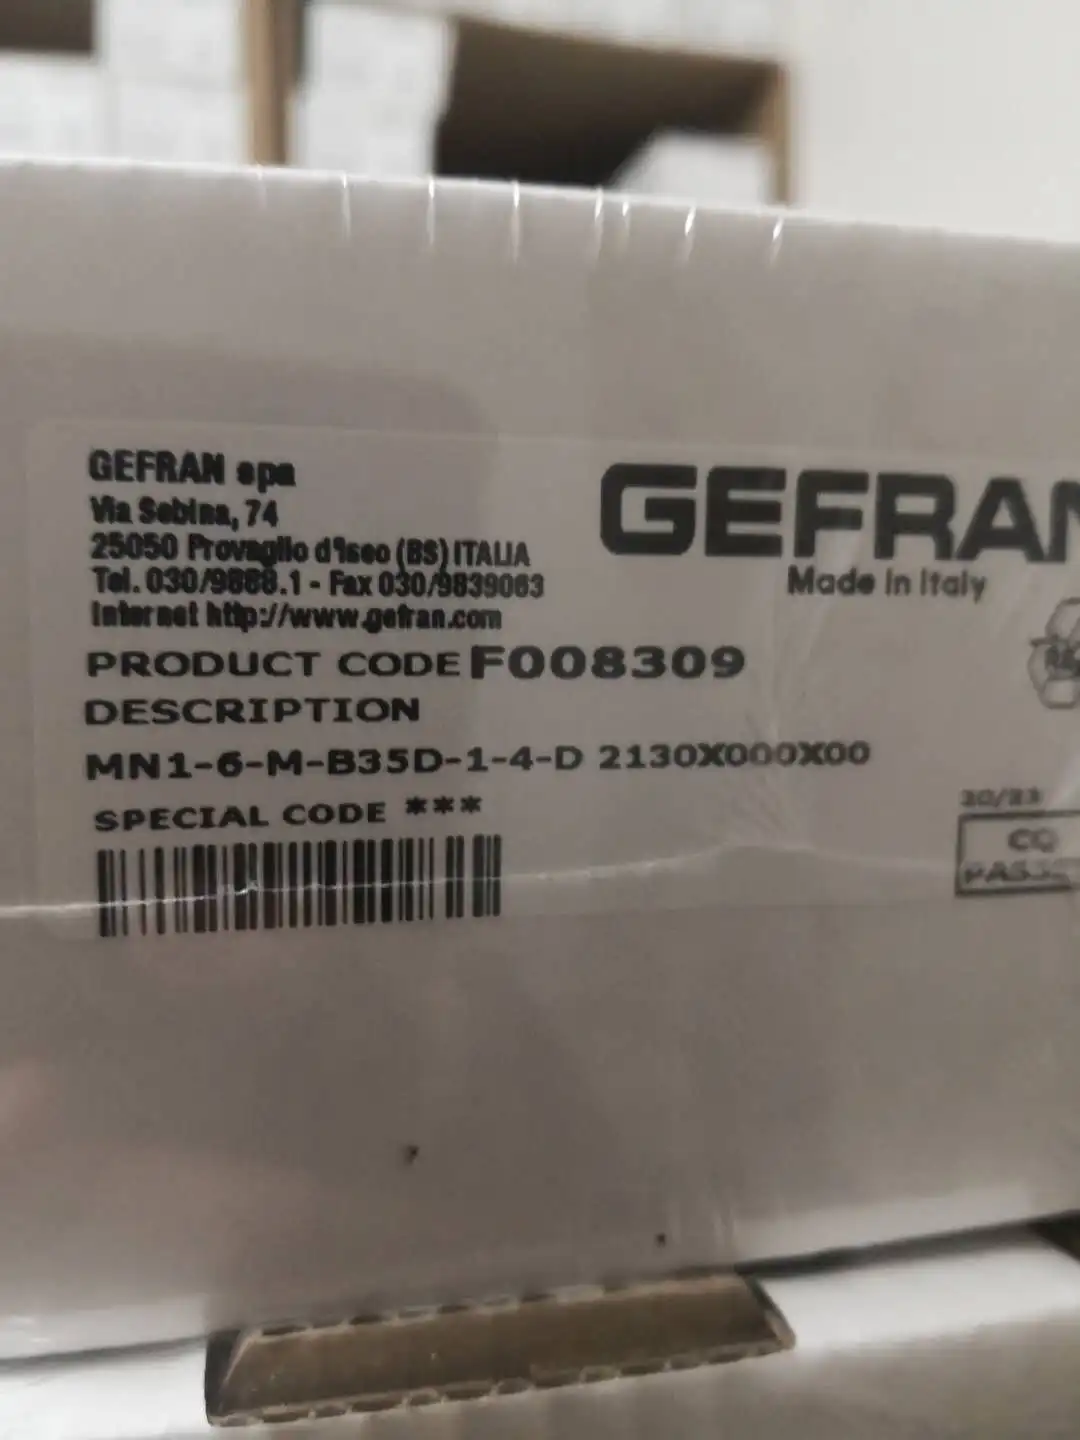 GEFRAN spa
Via Sebina, 74
25050 Provaglio d'Iseo (BS) ITALIA
Tel. 030/9888.1 - Fax 030/9839063
Internet http://www.gefran.com
GEFRAN
Made in Italy
PRODUCT CODE F008309
DESCRIPTION
MN1-6-M-B35D-1-4-D 2130X000X00
SPECIAL CODE ***
20/23
CQ